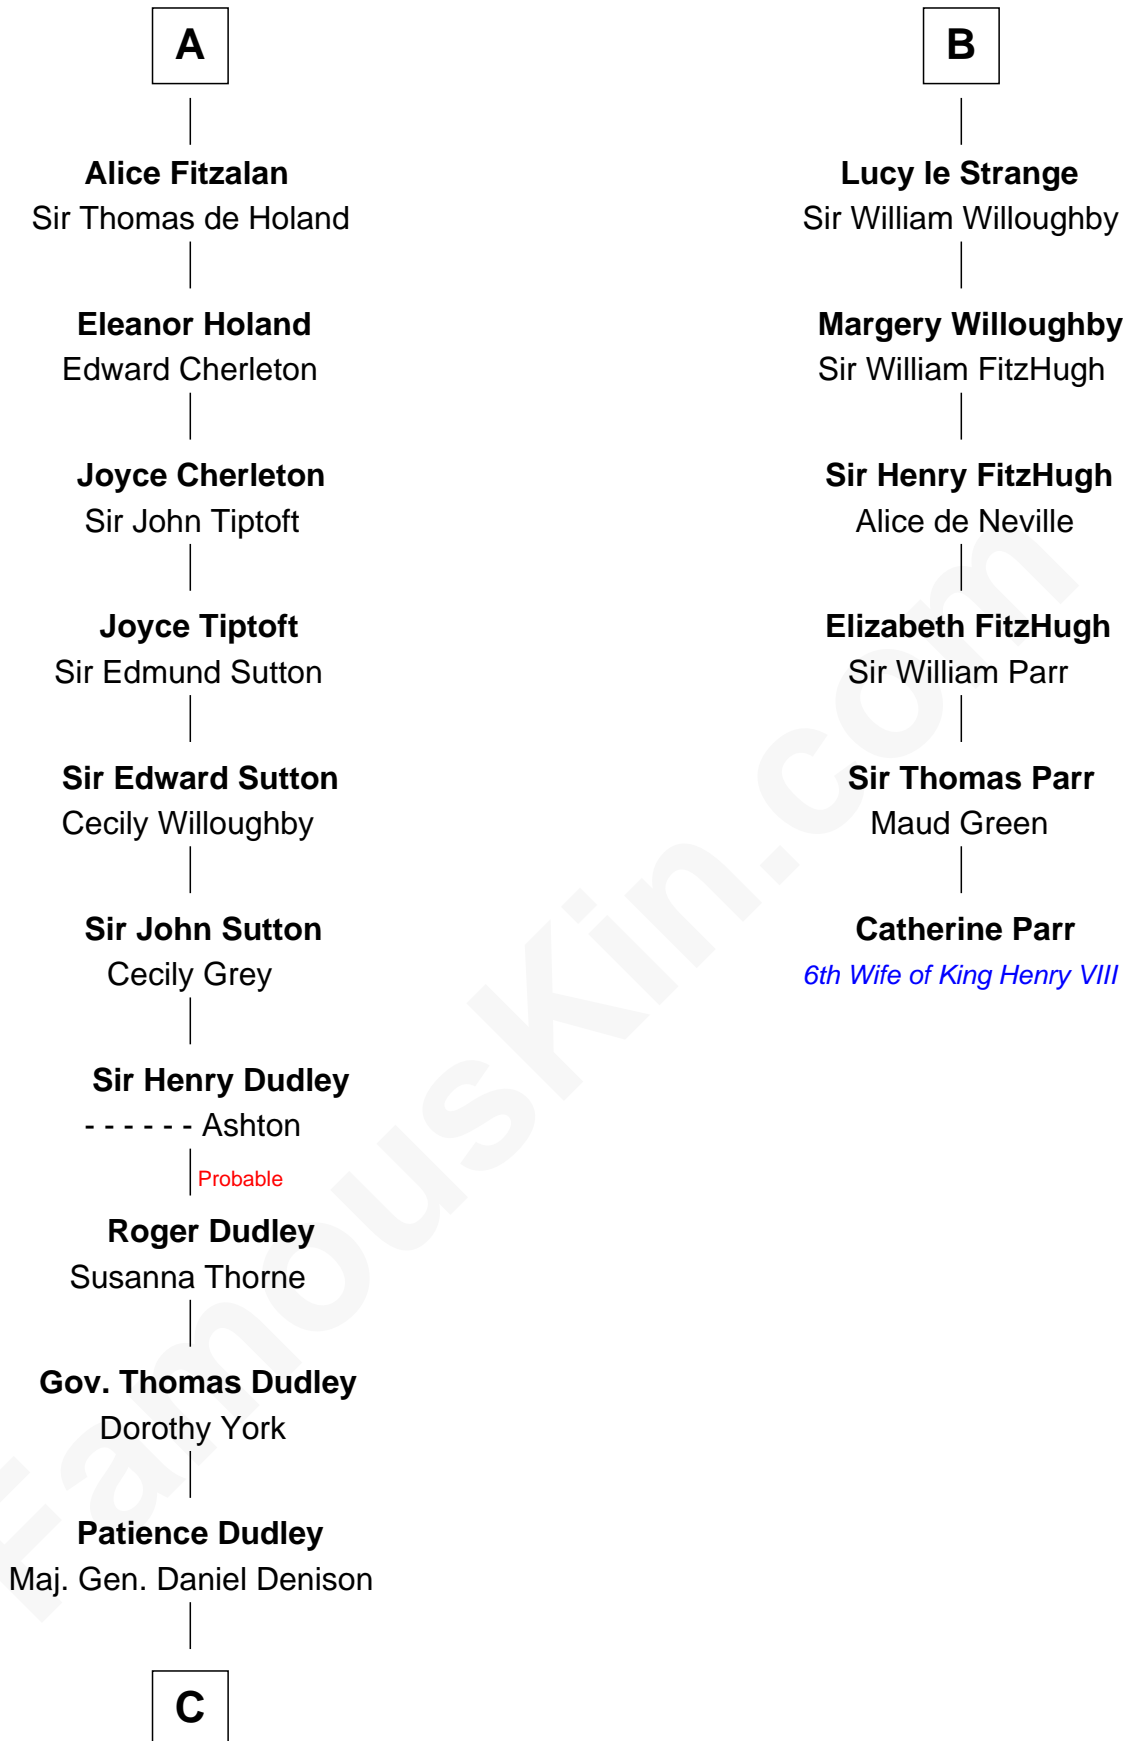 A
Alice Fitzalan
Sir Thomas de Holand
Eleanor Holand
Edward Cherleton
Joyce Cherleton
Sir John Tiptoft
Joyce Tiptoft
Sir Edmund Sutton
Sir Edward Sutton
Cecily Willoughby
Sir John Sutton
Cecily Grey
Sir Henry Dudley
- - - - - - Ashton
Probable
Roger Dudley
Susanna Thorne
Gov. Thomas Dudley
Dorothy York
Patience Dudley
Maj. Gen. Daniel Denison
C
B
Lucy le Strange
Sir William Willoughby
Margery Willoughby
Sir William FitzHugh
Sir Henry FitzHugh
Alice de Neville
Elizabeth FitzHugh
Sir William Parr
Sir Thomas Parr
Maud Green
Catherine Parr
6th Wife of King Henry VIII
FamousKin.com